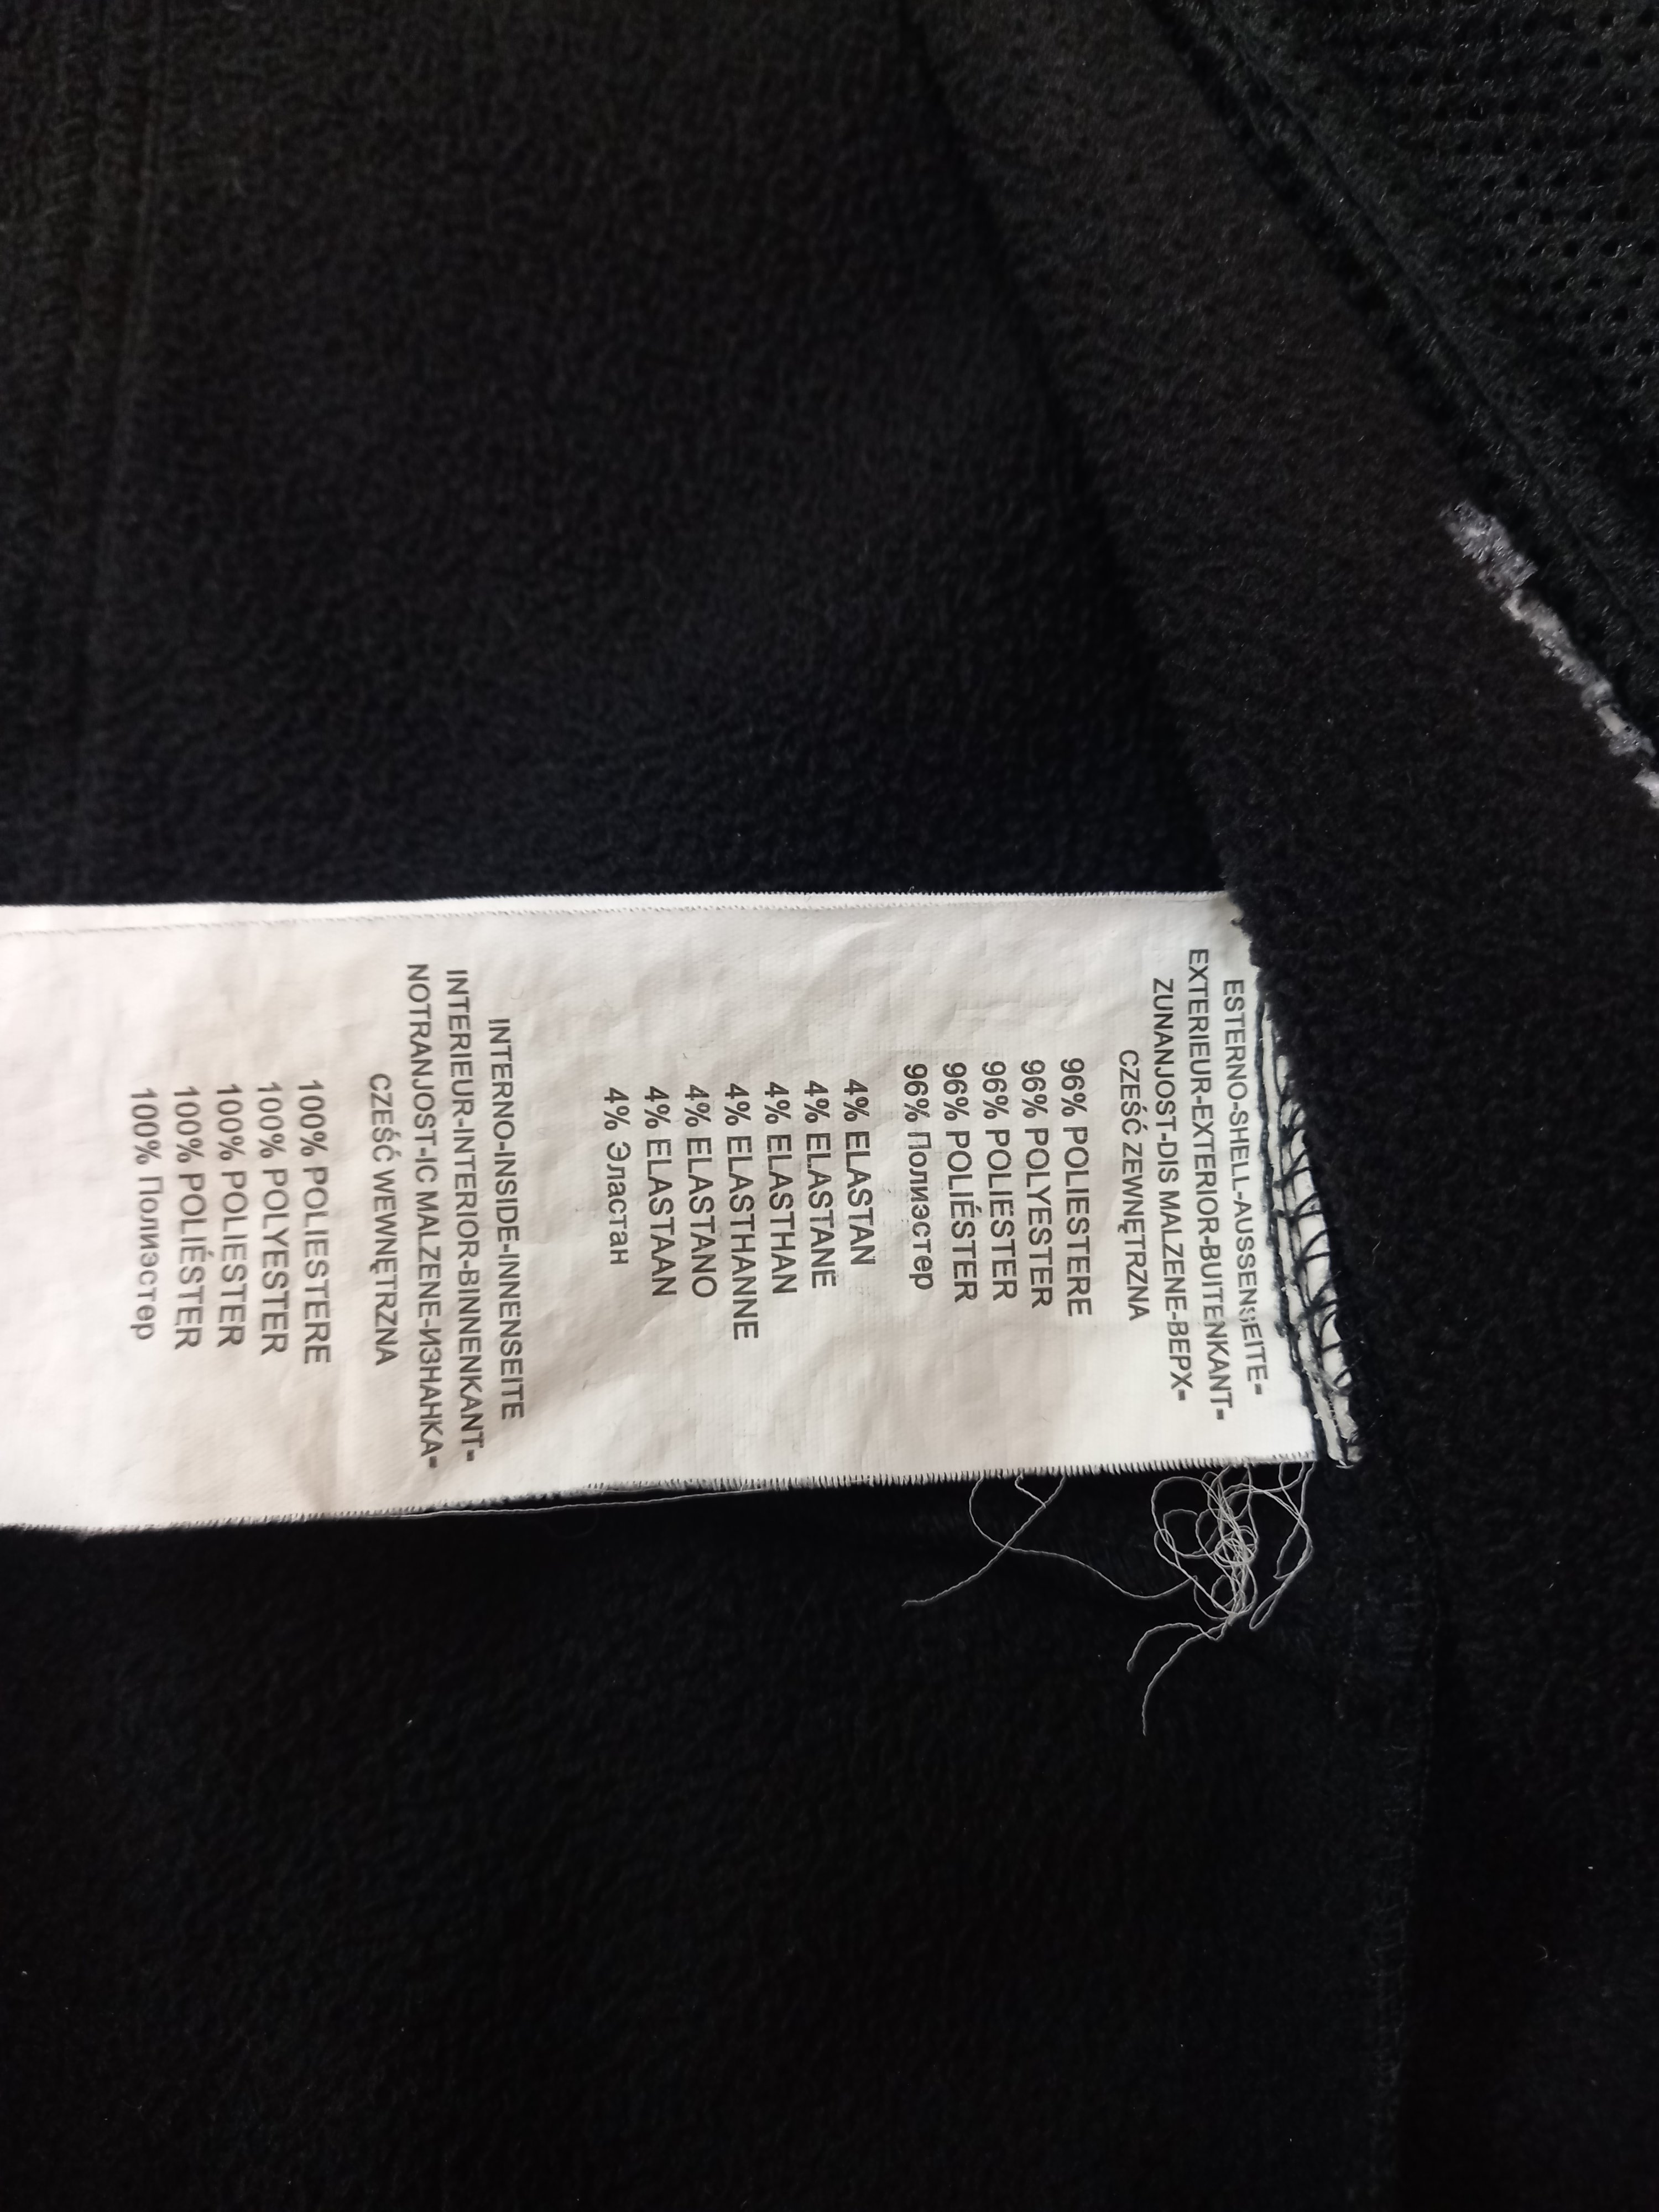 ESTERNO-SHELL-AUSSENSEITE-
EXTERIEUR-EXTERIOR-BUITENKANT-
ZUNANJOST-DIS MALZENE-ВЕРХ-
CZEŚĆ ZEWNĘTRZNA
96% POLIESTERE
96% POLYESTER
96% POLIESTER
96% POLIÉSTER
96% Полиэстер
4% ELASTAN
4% ELASTANE
4% ELASTHAN
4% ELASTHANNE
4% ELASTANO
4% ELASTAAN
4% Эластан
INTERNO-INSIDE-INNENSEITE
INTERIEUR-INTERIOR-BINNENKANT-
NOTRANJOST-IC MALZENE-ИЗНАНКА-
CZEŚĆ WEWNĘTRZNA
100% POLIESTERE
100% POLYESTER
100% POLIESTER
100% POLIÉSTER
100% Полиэстер